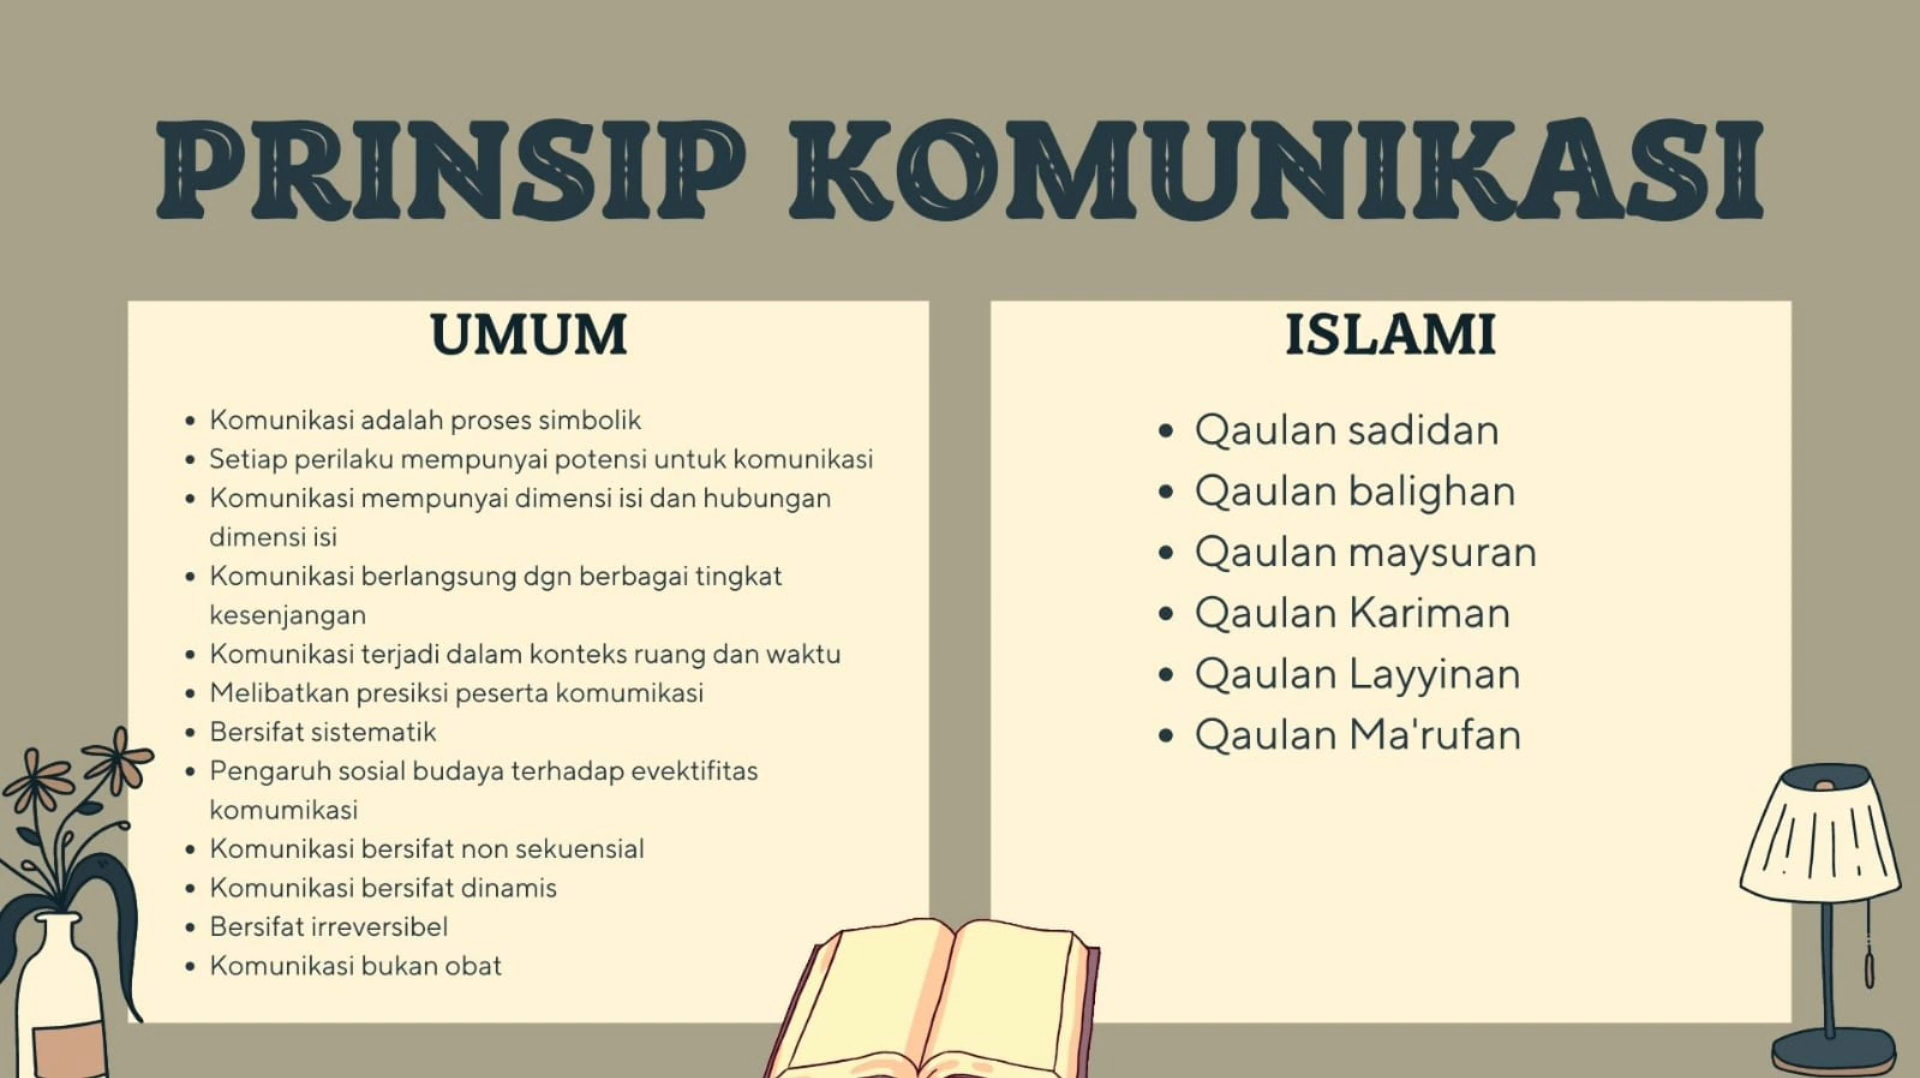 PRINSIP KOMUNIKASI
UMUM
• Komunikasi adalah proses simbolik
• Setiap perilaku mempunyai potensi untuk komunikasi
• Komunikasi mempunyai dimensi isi dan hubungan
dimensi isi
• Komunikasi berlangsung dgn berbagai tingkat
kesenjangan
• Komunikasi terjadi dalam konteks ruang dan waktu
• Melibatkan presiksi peserta komumikasi
• Bersifat sistematik
• Pengaruh sosial budaya terhadap evektifitas
komumikasi
• Komunikasi bersifat non sekuensial
• Komunikasi bersifat dinamis
• Bersifat irreversibel
• Komunikasi bukan obat
ISLAMI
• Qaulan sadidan
• Qaulan balighan
• Qaulan maysuran
• Qaulan Kariman
• Qaulan Layyinan
• Qaulan Ma'rufan